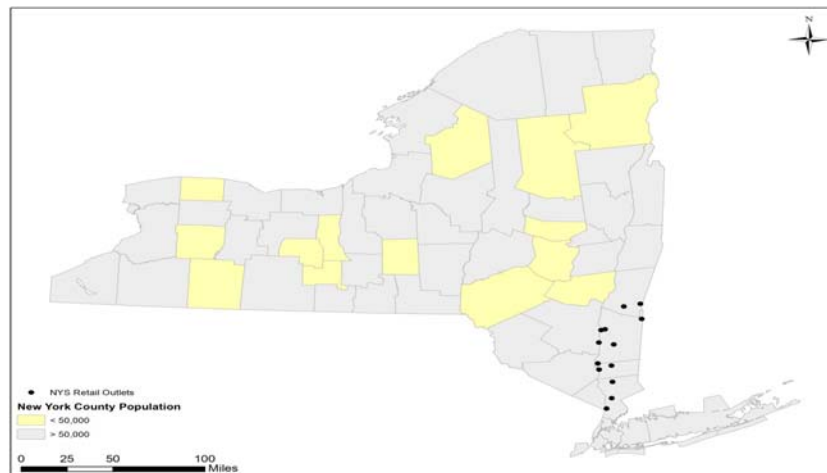 N
NYS Retail Outlets
New York County Population
< 50,000
> 50,000
0 25 50 100
Miles